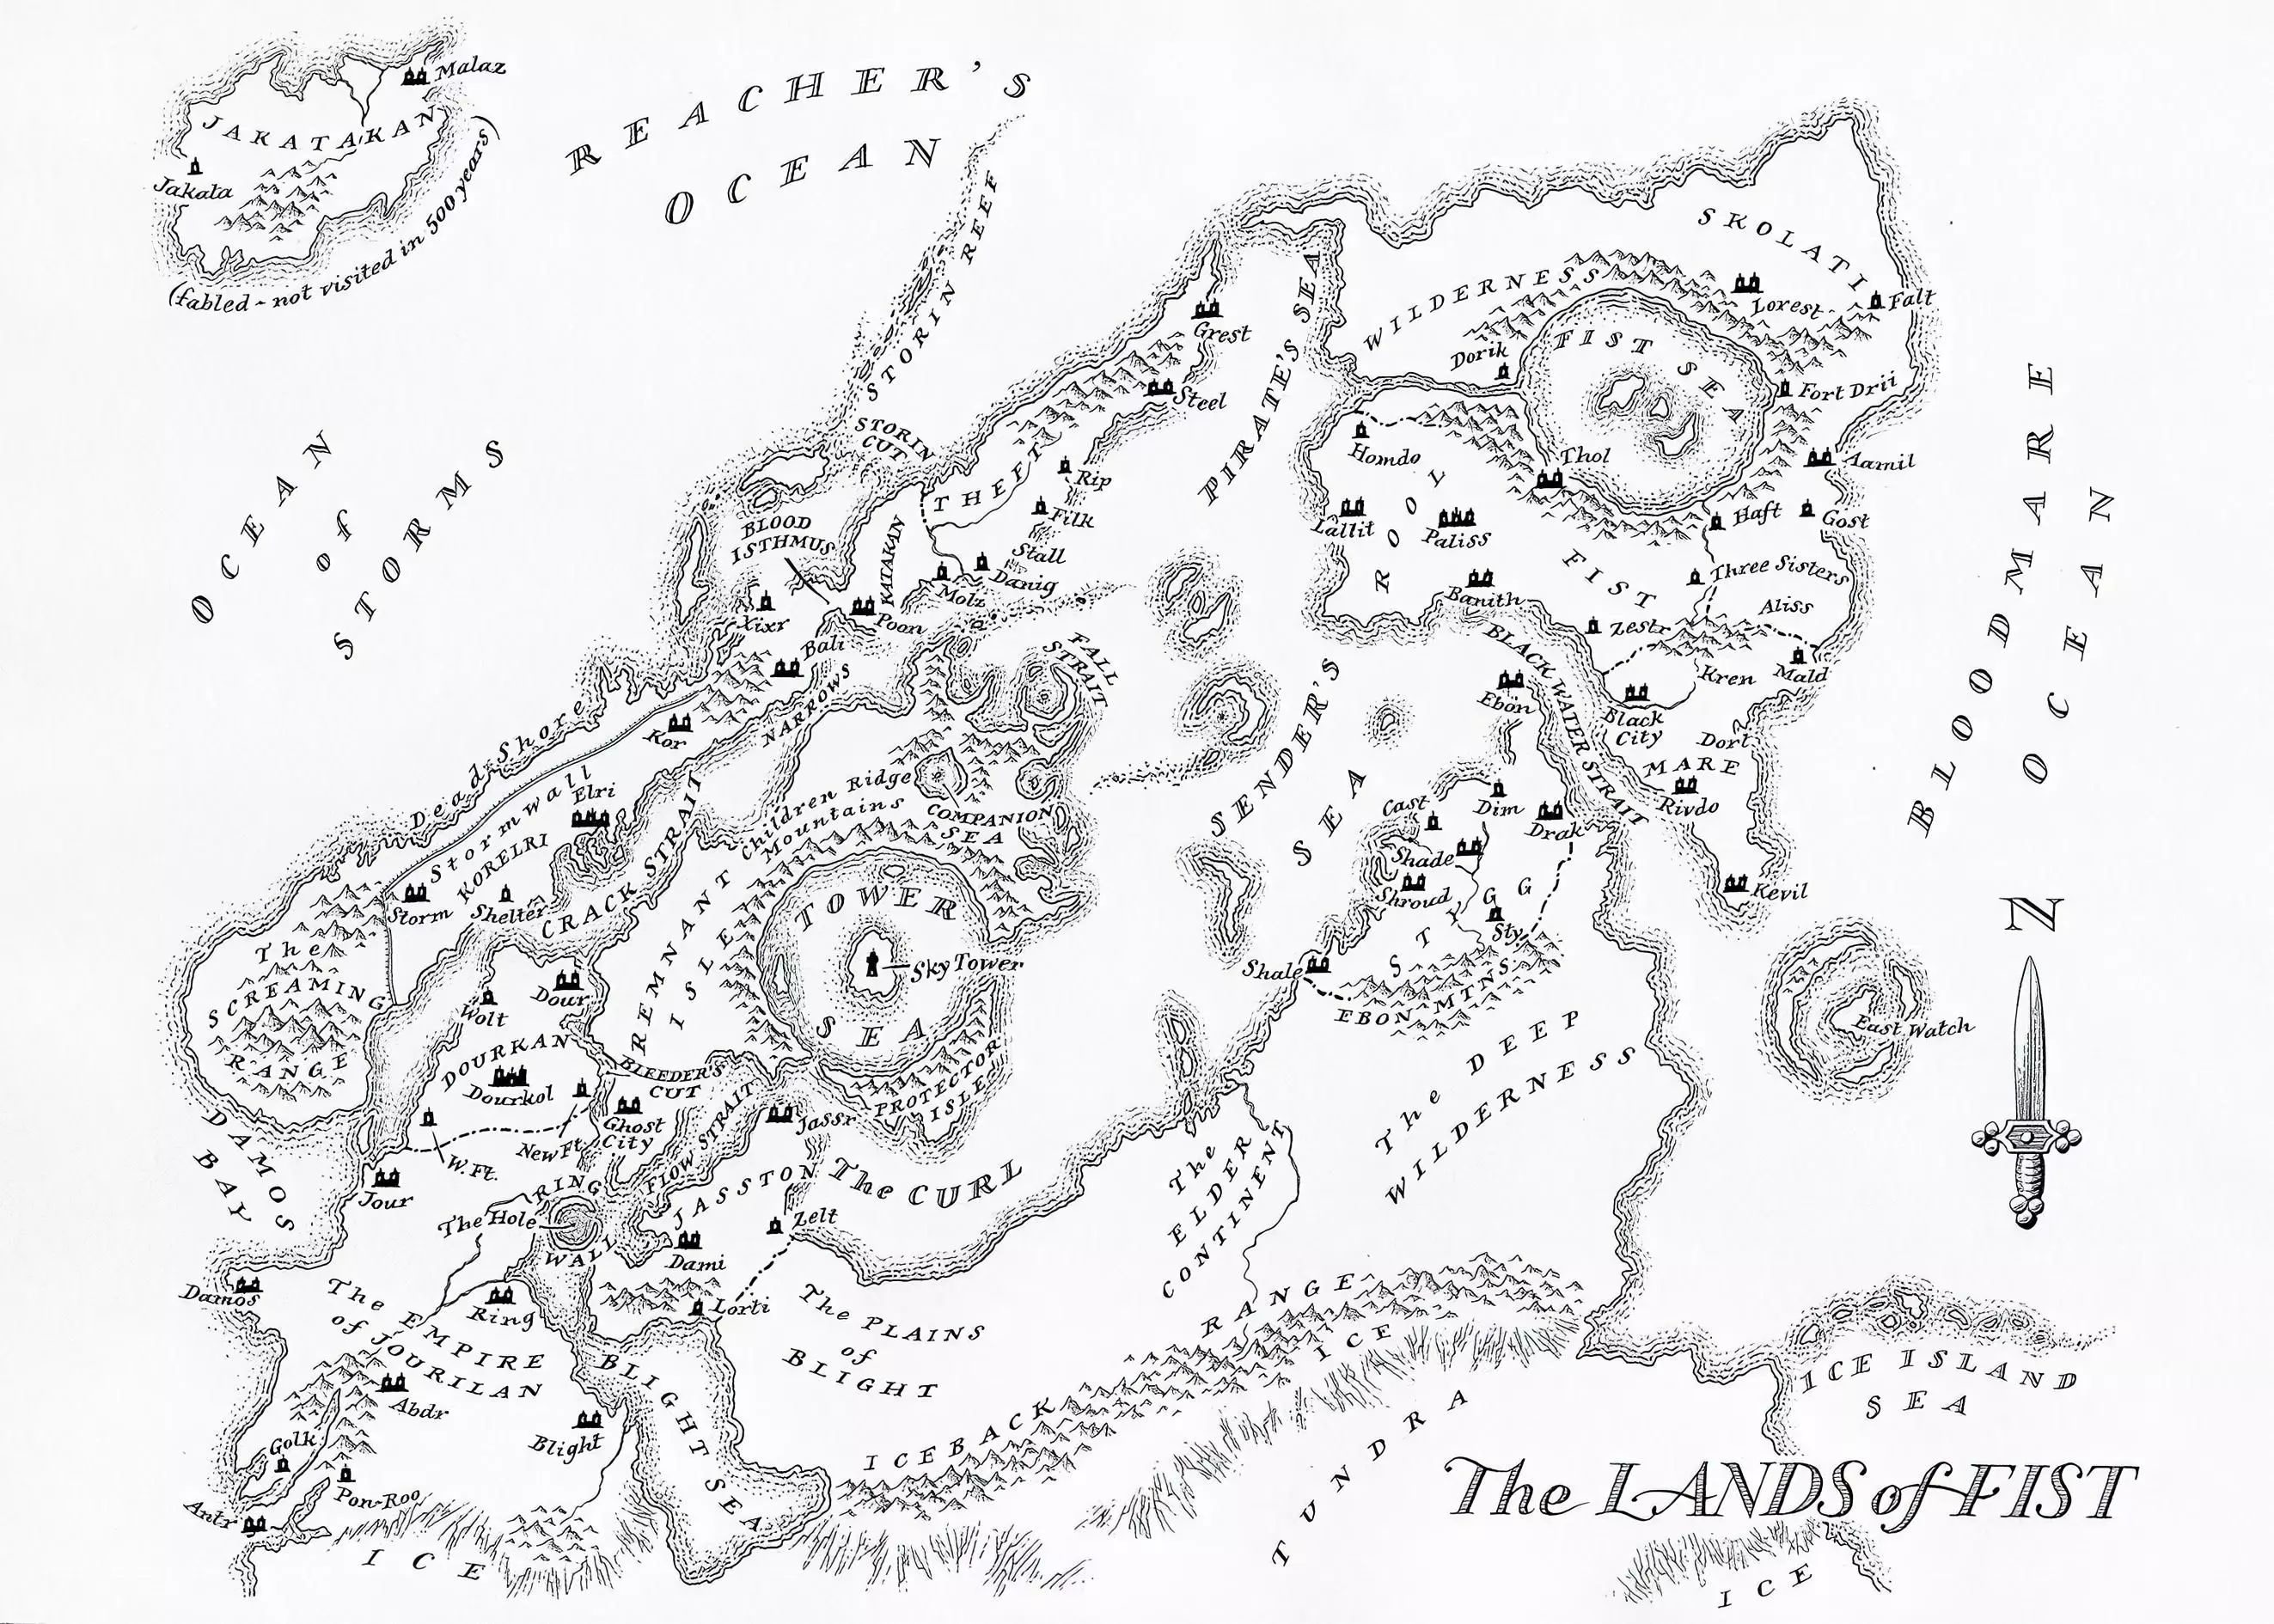 Malaz
JAKATAKAN
Jakata
(fabled - not visited in 500 years)
REACHER'S
OCEAN
STORIN REEF
OCEAN
of
STORMS
SKOLATI
WILDERNESS
Lorest
Falt
FIST SEA
Dorik
Fort Drii
Aamil
Thol
Homdo
Haft
Gost
Lallit
Paliss
ROOL
FIST
Three Sisters
Banith
Aliss
Zestr
Kren
Mald
BLACK WATER STRAIT
Ebon
Black
City
Dort
MARE
Rivdo
Kevil
BLOODMARE
OCEAN
N
East Watch
PIRATE'S SEA
Grest
Steel
STORIN
CUT
THEFT
Rip
Filk
Stall
Danig
Molz
KATAKAN
Poon
BLOOD
ISTHMUS
Xixr
Bali
NARROWS
FALL
STRAIT
Kor
Dead Shore
Stormwall
Elri
KORELRI
Storm
Shelter
CRACK STRAIT
Children Ridge
Mountains
COMPANION
SEA
The
SCREAMING
RANGE
TOWER
SEA
Sky Tower
REMNANT
ISLE
PROTECTOR
ISLE
SENDER'S
SEA
Cast
Dim
Drak
Shade
Shroud
STYGG
Sty
Shale
EBON MTNS
The DEEP
WILDERNESS
Wolt
Dour
DOURKAN
Dourkol
BLEEDER'S
CUT
Ghost
City
New Ft.
W. Ft.
FLOW STRAIT
Jassr
JASSTON
The CURL
DAMOS
BAY
Jour
RING
The Hole
WALL
Zelt
Dami
Lorti
Damos
The EMPIRE
of JOURILAN
Ring
The PLAINS
of
BLIGHT
BLIGHT SEA
Abdr
Blight
Golk
Pon-Roo
Antr
ICE
The
ELDER
CONTINENT
ICEBACK RANGE
ICE
TUNDRA
ICE ISLAND
SEA
The LANDS of FIST
ICE